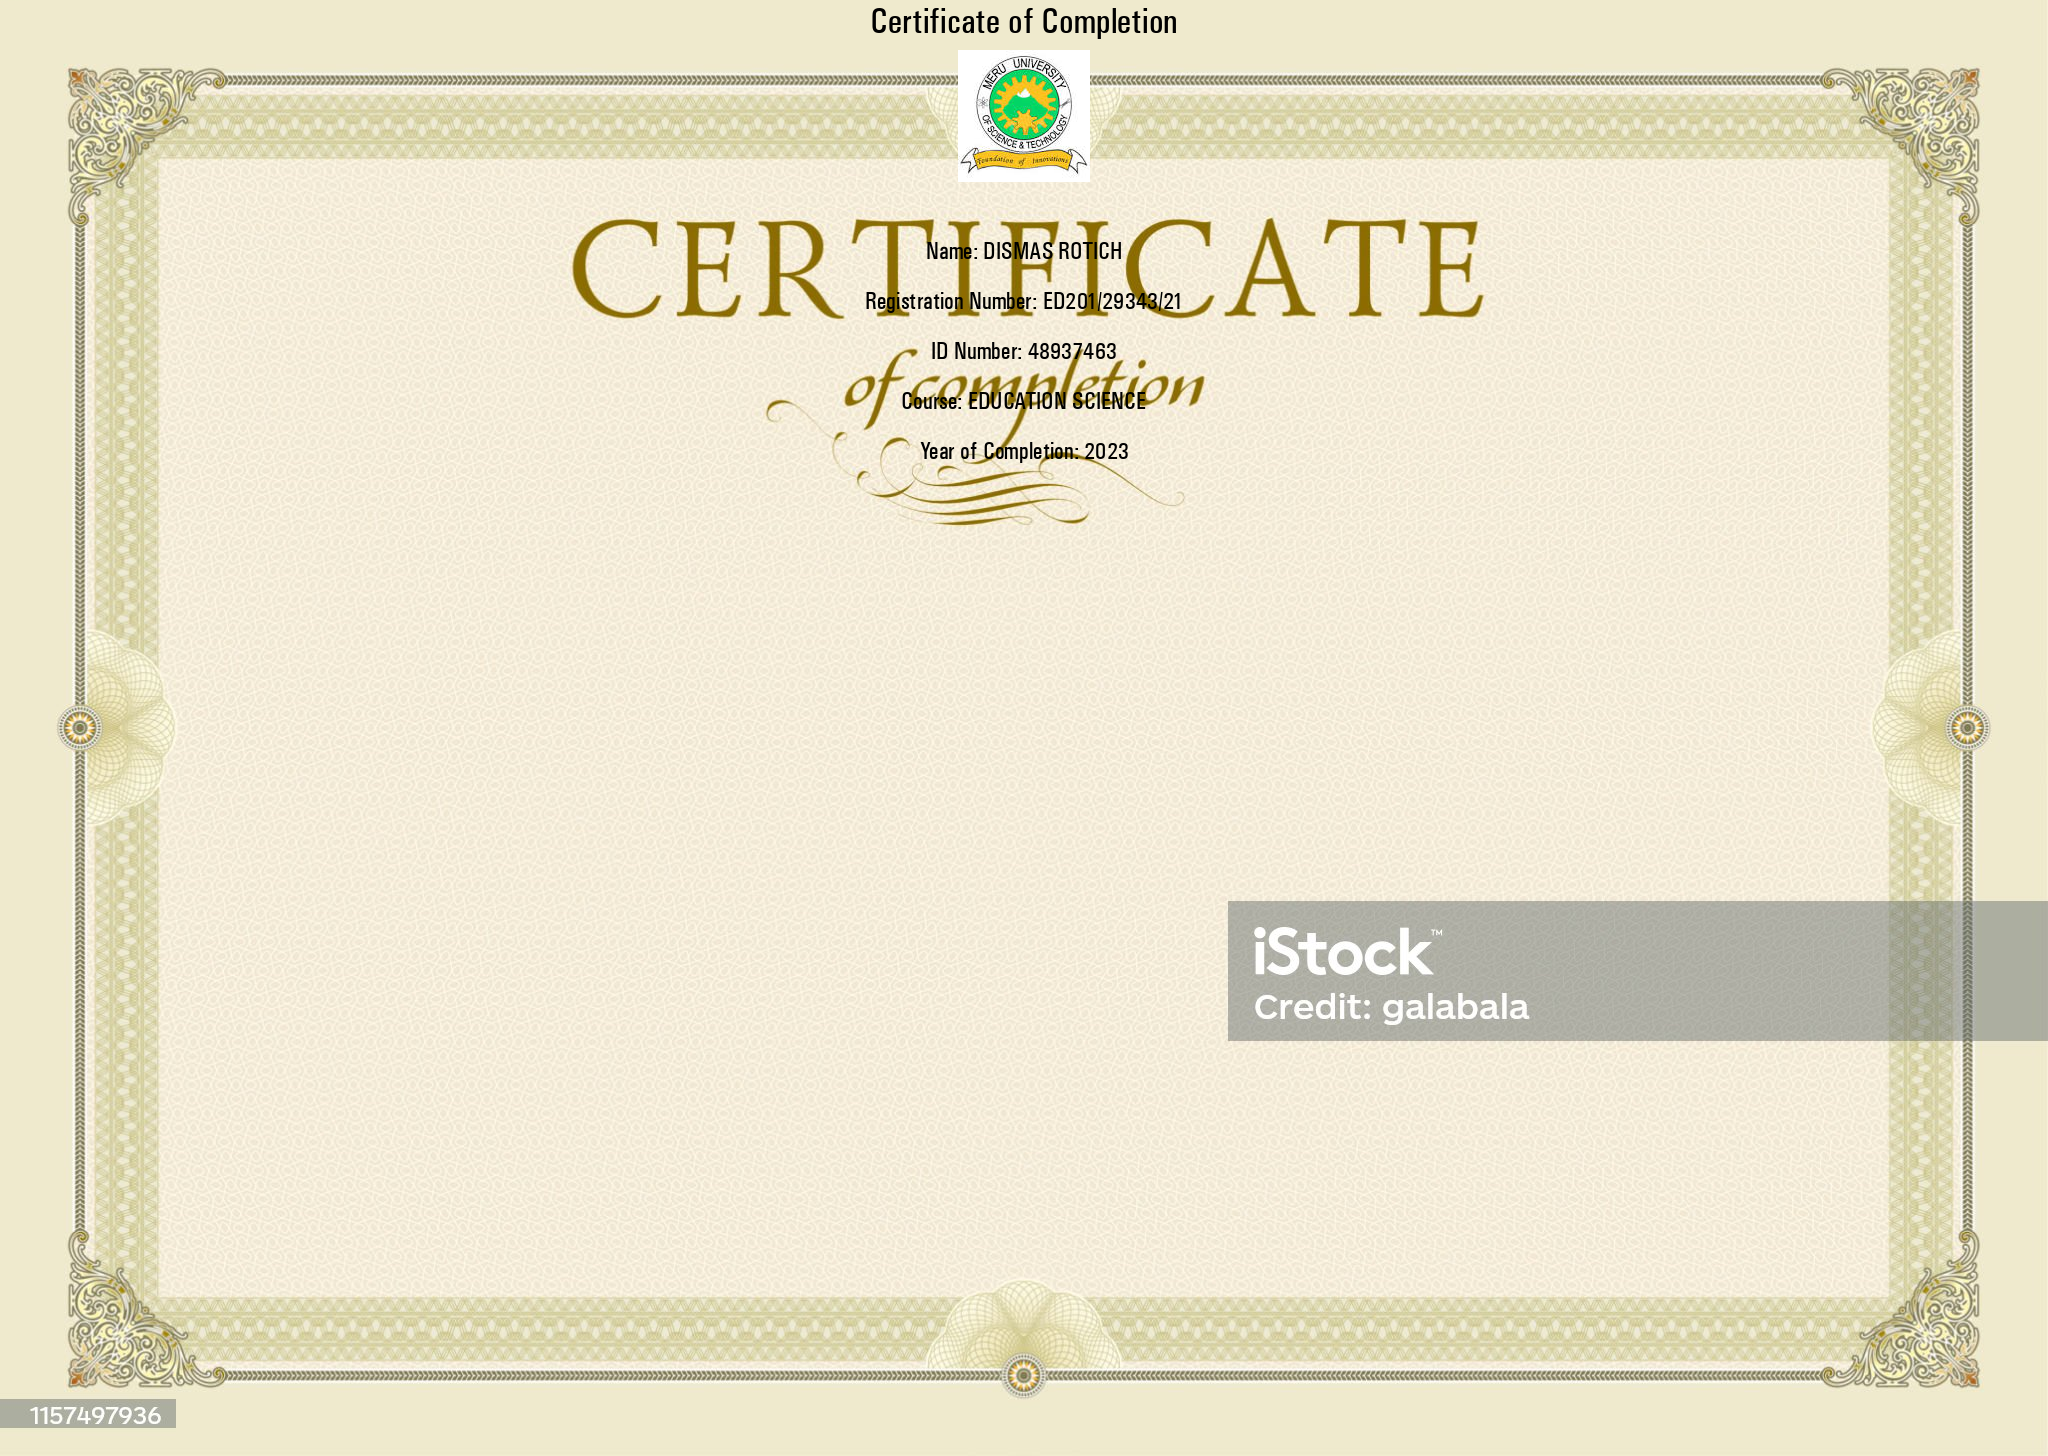 Certificate of Completion
MERU UNIVERSITY
OF SCIENCE & TECHNOLOGY
Foundation of Innovations
CERTIFICATE
Name: DISMAS ROTICH
Registration Number: ED201/29343/21
ID Number: 48937463
of completion
Course: EDUCATION SCIENCE
Year of Completion: 2023
iStock™
Credit: galabala
1157497936